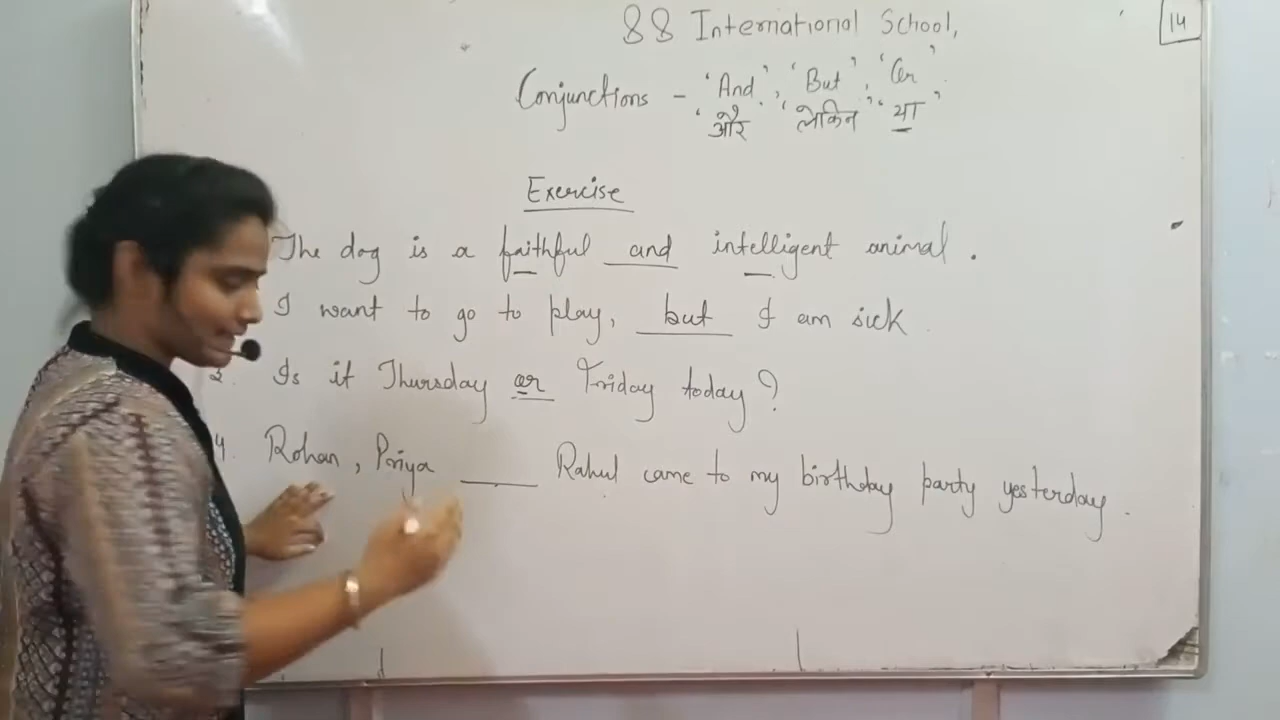 14
88 International School,
Conjunctions - 'And', 'But', 'Or'
'और' 'लेकिन' 'या'
Exercise
The dog is a faithful and intelligent animal.
I want to go to play, but I am sick.
3. Is it Thursday or Friday today?
4. Rohan, Priya ____ Rahul came to my birthday party yesterday.